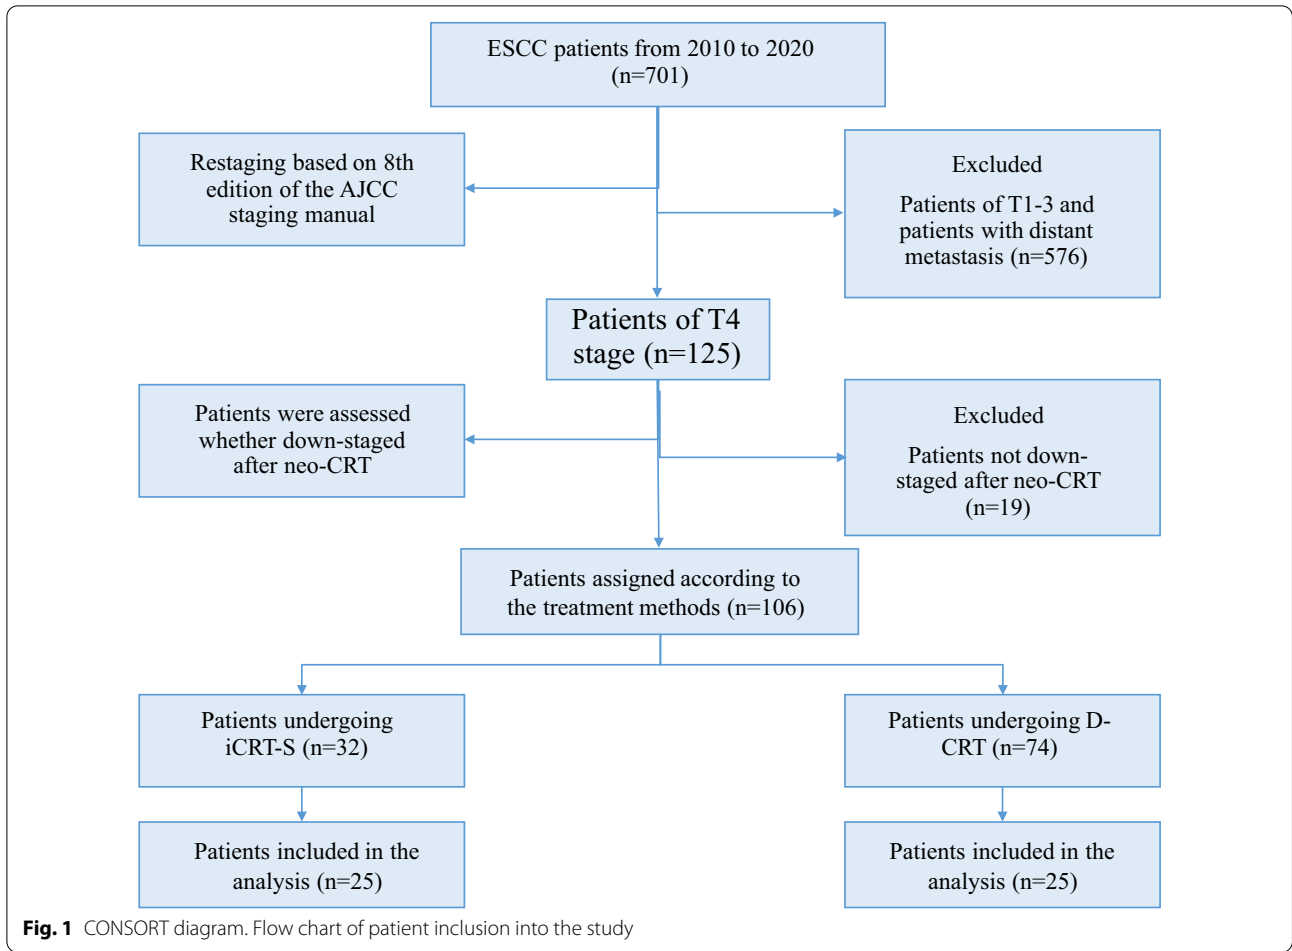 ESCC patients from 2010 to 2020
(n=701)
Restaging based on 8th
edition of the AJCC
staging manual
Excluded
Patients of T1-3 and
patients with distant
metastasis (n=576)
Patients of T4
stage (n=125)
Patients were assessed
whether down-staged
after neo-CRT
Excluded
Patients not down-
staged after neo-CRT
(n=19)
Patients assigned according to
the treatment methods (n=106)
Patients undergoing
iCRT-S (n=32)
Patients undergoing D-
CRT (n=74)
Patients included in the
analysis (n=25)
Patients included in the
analysis (n=25)
Fig. 1 CONSORT diagram. Flow chart of patient inclusion into the study